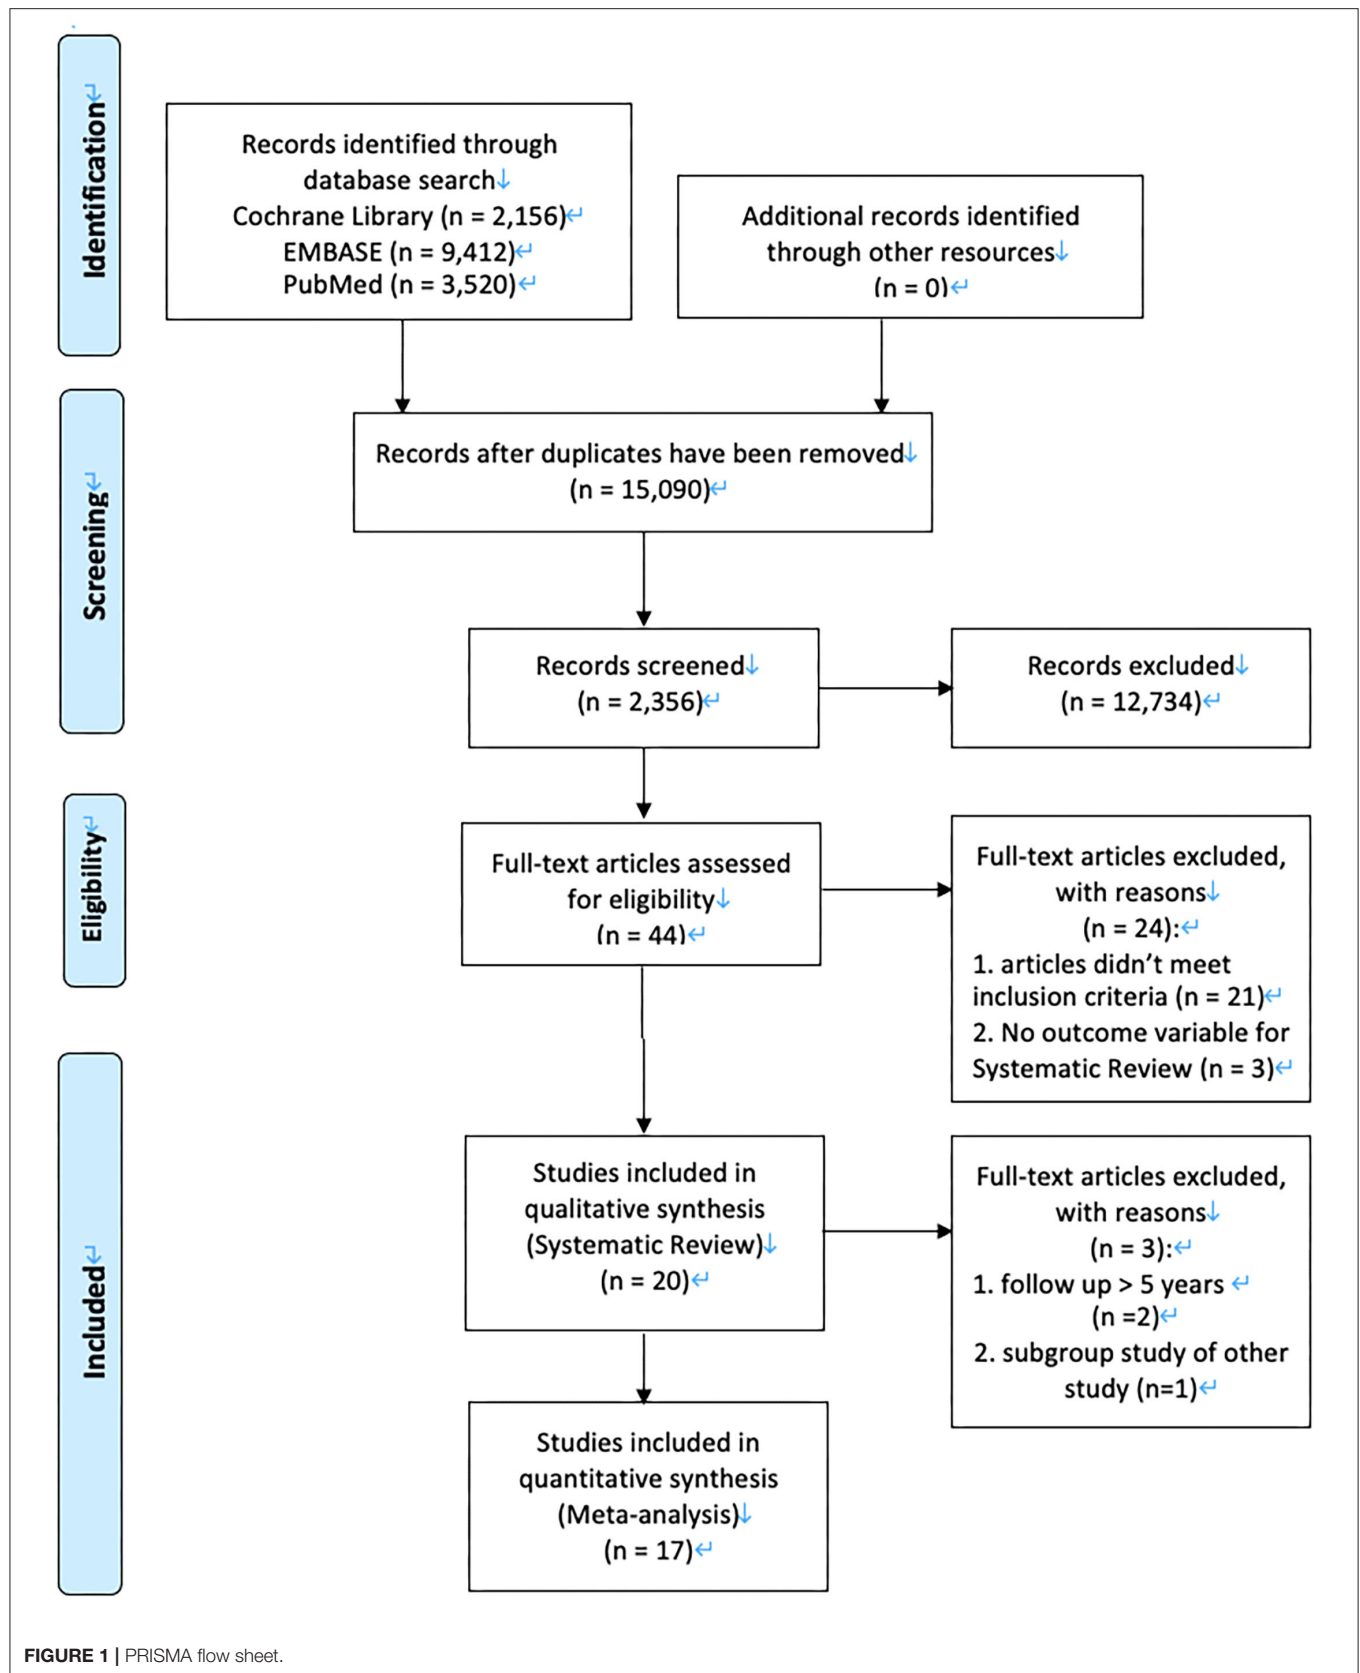 Identification
Records identified through
database search↓
Cochrane Library (n = 2,156)↵
EMBASE (n = 9,412)↵
PubMed (n = 3,520)↵
Additional records identified
through other resources↓
(n = 0)↵
Screening
Records after duplicates have been removed↓
(n = 15,090)↵
Records screened↓
(n = 2,356)↵
Records excluded↓
(n = 12,734)↵
Eligibility
Full-text articles assessed
for eligibility↓
(n = 44)↵
Full-text articles excluded,
with reasons↓
(n = 24):↵
1. articles didn't meet
inclusion criteria (n = 21)↵
2. No outcome variable for
Systematic Review (n = 3)↵
Included
Studies included in
qualitative synthesis
(Systematic Review)↓
(n = 20)↵
Full-text articles excluded,
with reasons↓
(n = 3):↵
1. follow up > 5 years ↵
(n =2)↵
2. subgroup study of other
study (n=1)↵
Studies included in
quantitative synthesis
(Meta-analysis)↓
(n = 17)↵
FIGURE 1 | PRISMA flow sheet.